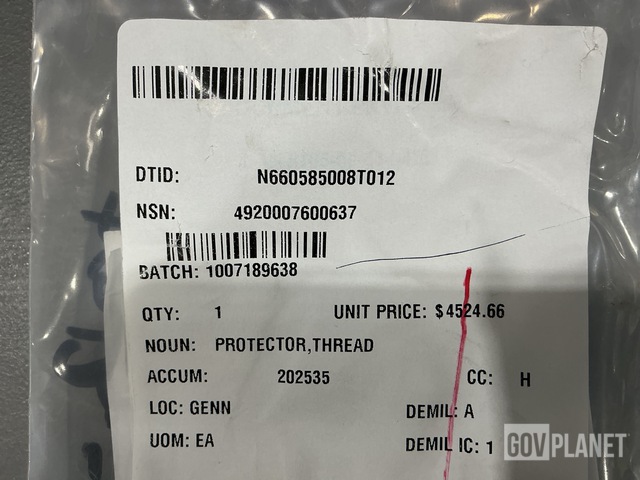 DTID: N660585008T012
NSN: 4920007600637
BATCH: 1007189638
QTY: 1 UNIT PRICE: $4524.66
NOUN: PROTECTOR,THREAD
ACCUM: 202535 CC: H
LOC: GENN DEMIL: A
UOM: EA DEMIL IC: 1
GOVPLANET